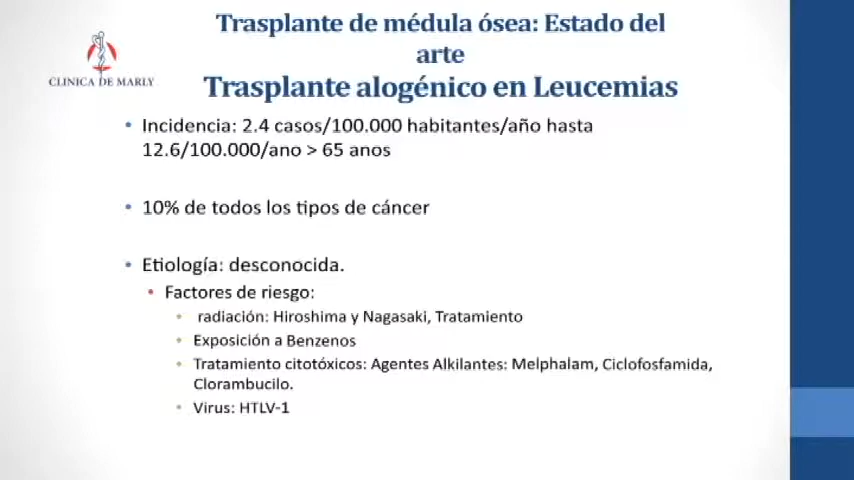 Trasplante de médula ósea: Estado del
arte
Trasplante alogénico en Leucemias
CLINICA DE MARLY
• Incidencia: 2.4 casos/100.000 habitantes/año hasta
12.6/100.000/ano > 65 anos
• 10% de todos los tipos de cáncer
• Etiología: desconocida.
• Factores de riesgo:
• radiación: Hiroshima y Nagasaki, Tratamiento
• Exposición a Benzenos
• Tratamiento citotóxicos: Agentes Alkilantes: Melphalam, Ciclofosfamida,
Clorambucilo.
• Virus: HTLV-1